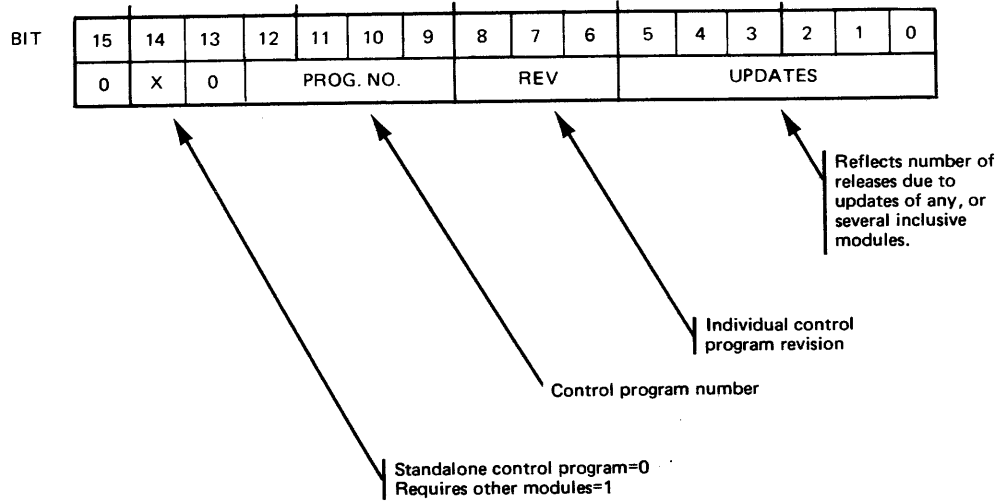 BIT 15 14 13 12 11 10 9 8 7 6 5 4 3 2 1 0
0 X 0 PROG. NO. REV UPDATES
Reflects number of
releases due to
updates of any, or
several inclusive
modules.
Individual control
program revision
Control program number
Standalone control program=0
Requires other modules=1